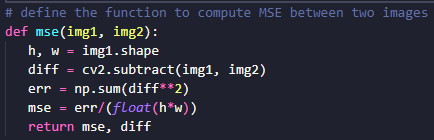 # define the function to compute MSE between two images
def mse(img1, img2):
    h, w = img1.shape
    diff = cv2.subtract(img1, img2)
    err = np.sum(diff**2)
    mse = err/(float(h*w))
    return mse, diff